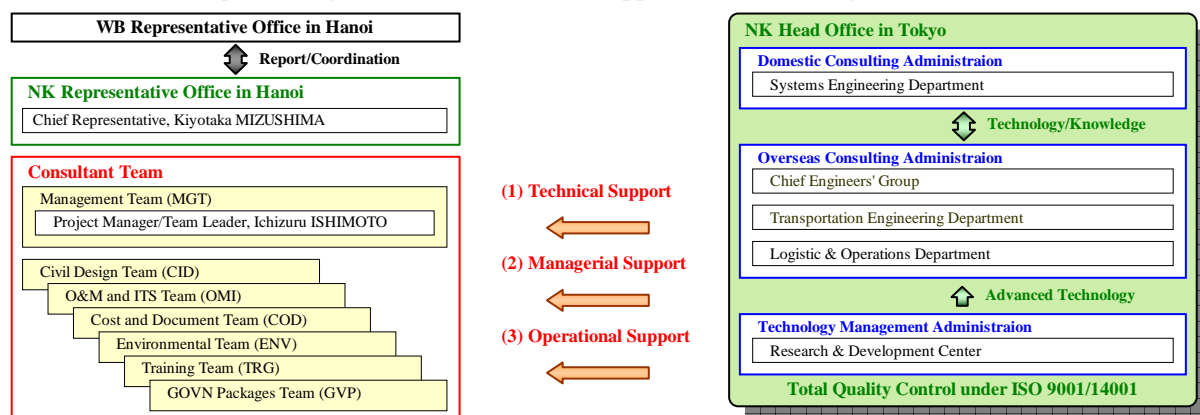 WB Representative Office in Hanoi
Report/Coordination
NK Representative Office in Hanoi
Chief Representative, Kiyotaka MIZUSHIMA
Consultant Team
Management Team (MGT)
Project Manager/Team Leader, Ichizuru ISHIMOTO
Civil Design Team (CID)
O&M and ITS Team (OMI)
Cost and Document Team (COD)
Environmental Team (ENV)
Training Team (TRG)
GOVN Packages Team (GVP)
(1) Technical Support
(2) Managerial Support
(3) Operational Support
NK Head Office in Tokyo
Domestic Consulting Administraion
Systems Engineering Department
Technology/Knowledge
Overseas Consulting Administraion
Chief Engineers' Group
Transportation Engineering Department
Logistic & Operations Department
Advanced Technology
Technology Management Administraion
Research & Development Center
Total Quality Control under ISO 9001/14001